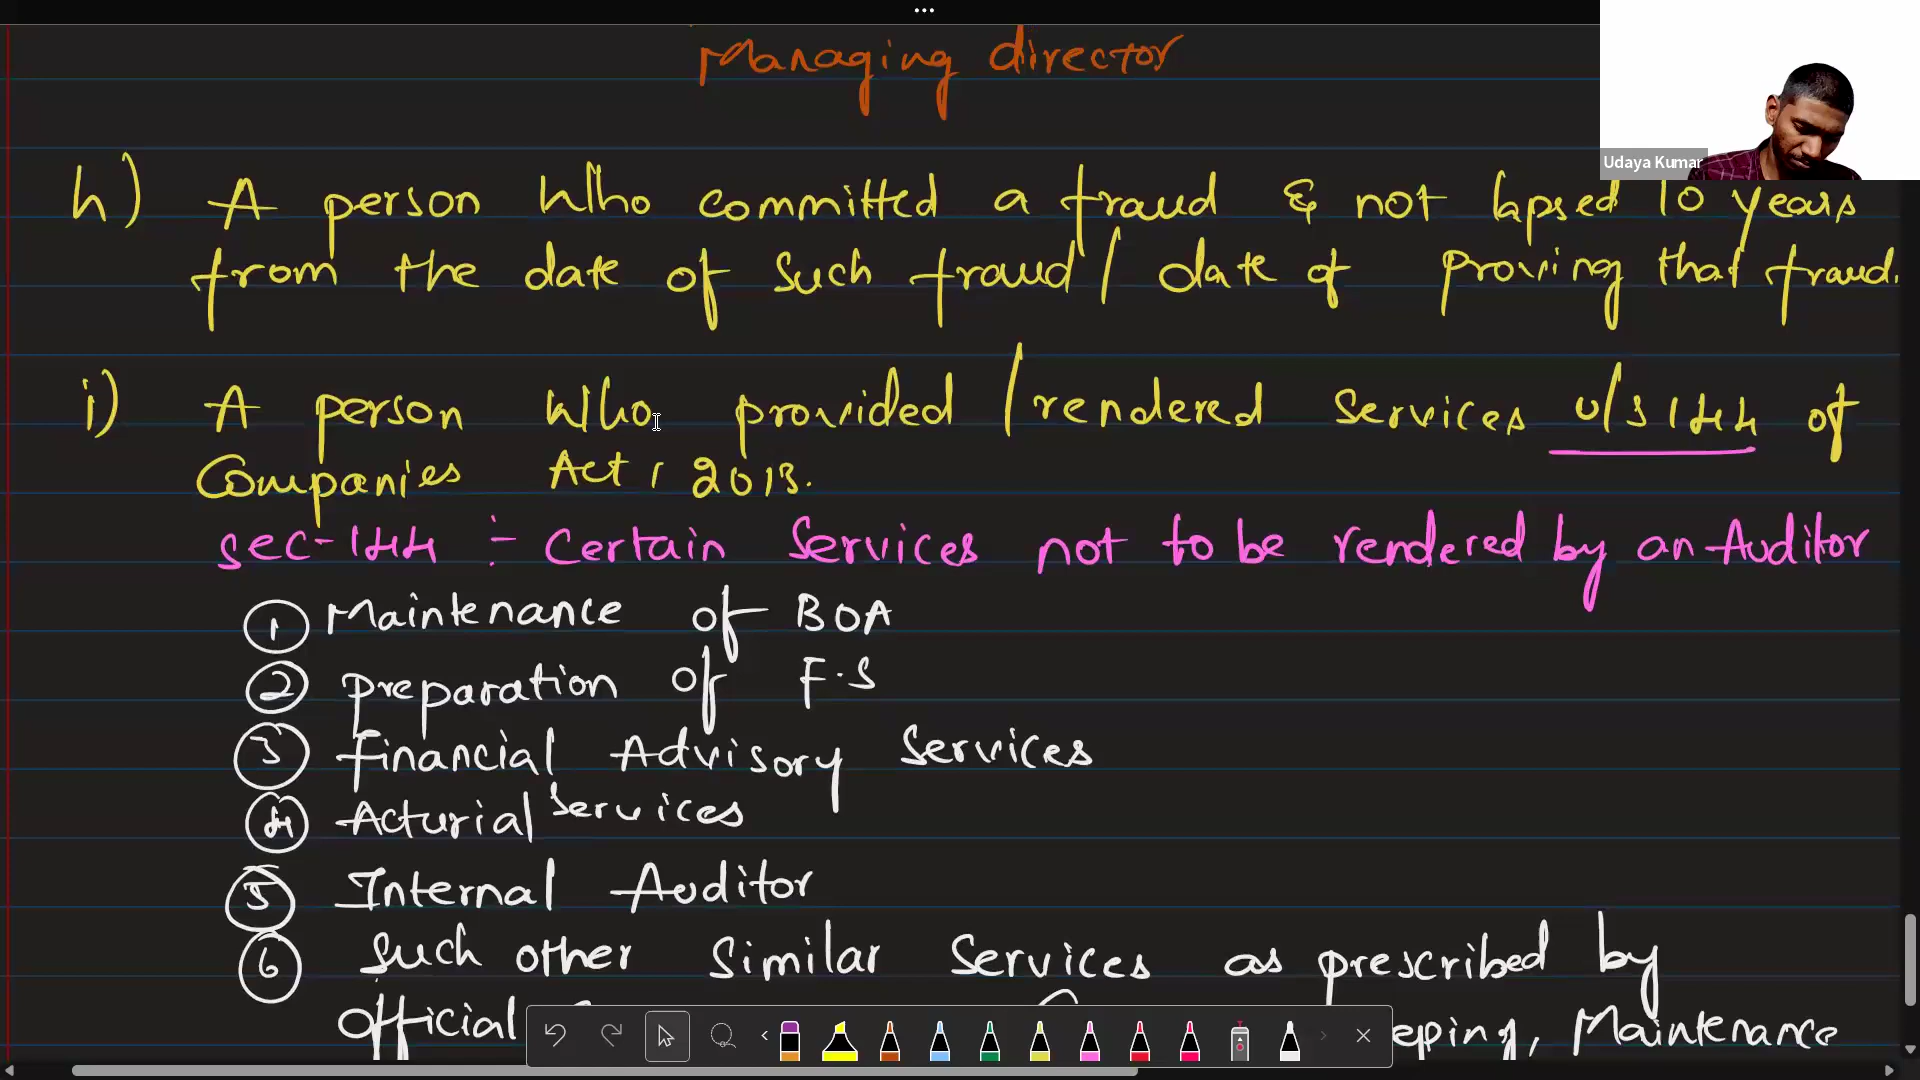 ...
Managing director
Udaya Kumar
h) A person Who committed a fraud & not lapsed 10 years
from the date of such fraud / date of proving that fraud.
i) A person Who provided / rendered Services u/s 144 of
Companies Act, 2013.
sec-144 :- Certain Services not to be rendered by an Auditor
① Maintenance of BOA
② preparation of F.S
③ financial Advisory Services
④ Acturial Services
⑤ Internal Auditor
⑥ Such other Similar Services as prescribed by
official eeping, Maintenance